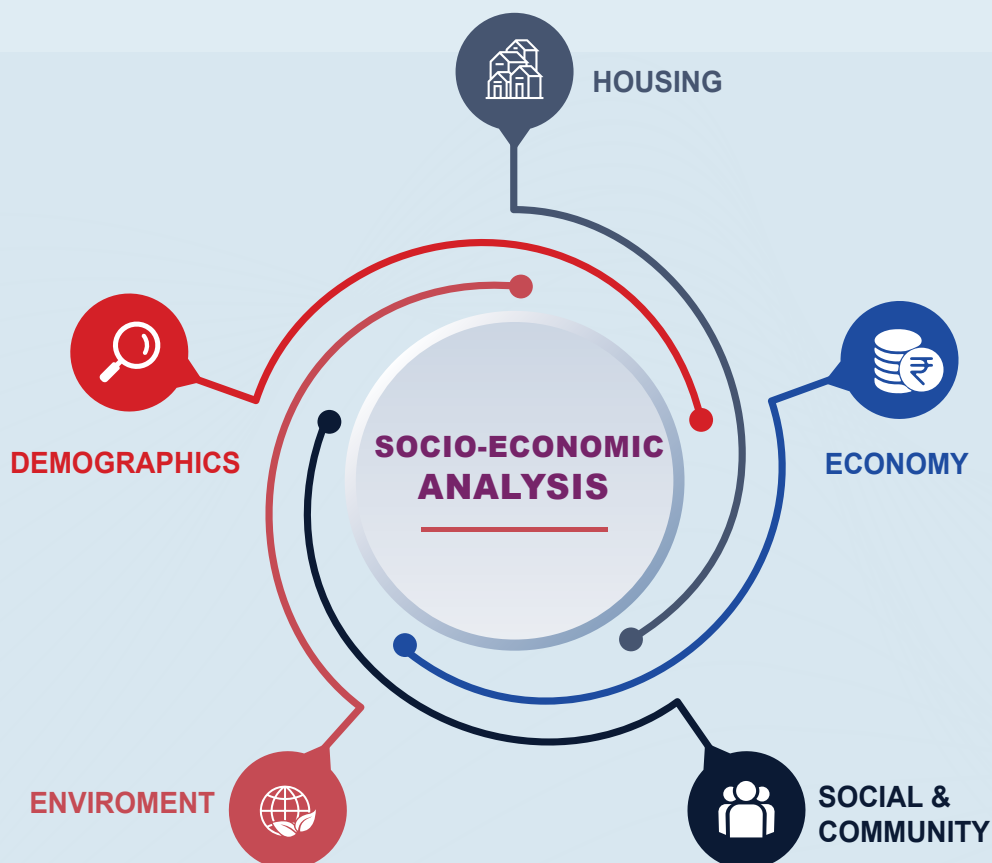 HOUSING
DEMOGRAPHICS
SOCIO-ECONOMIC
ANALYSIS
₹
ECONOMY
ENVIROMENT
SOCIAL &
COMMUNITY